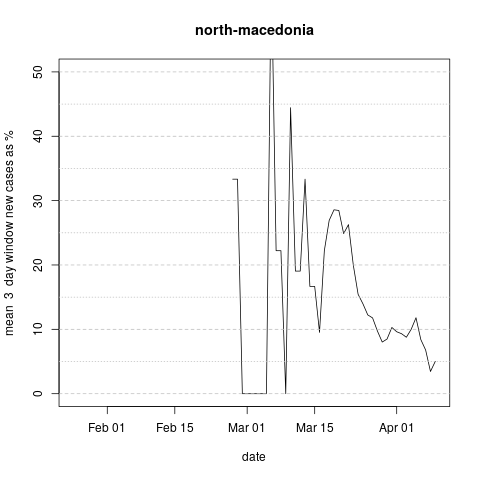 north-macedonia
mean 3 day window new cases as %
50
40
30
20
10
0
Feb 01
Feb 15
Mar 01
Mar 15
Apr 01
date